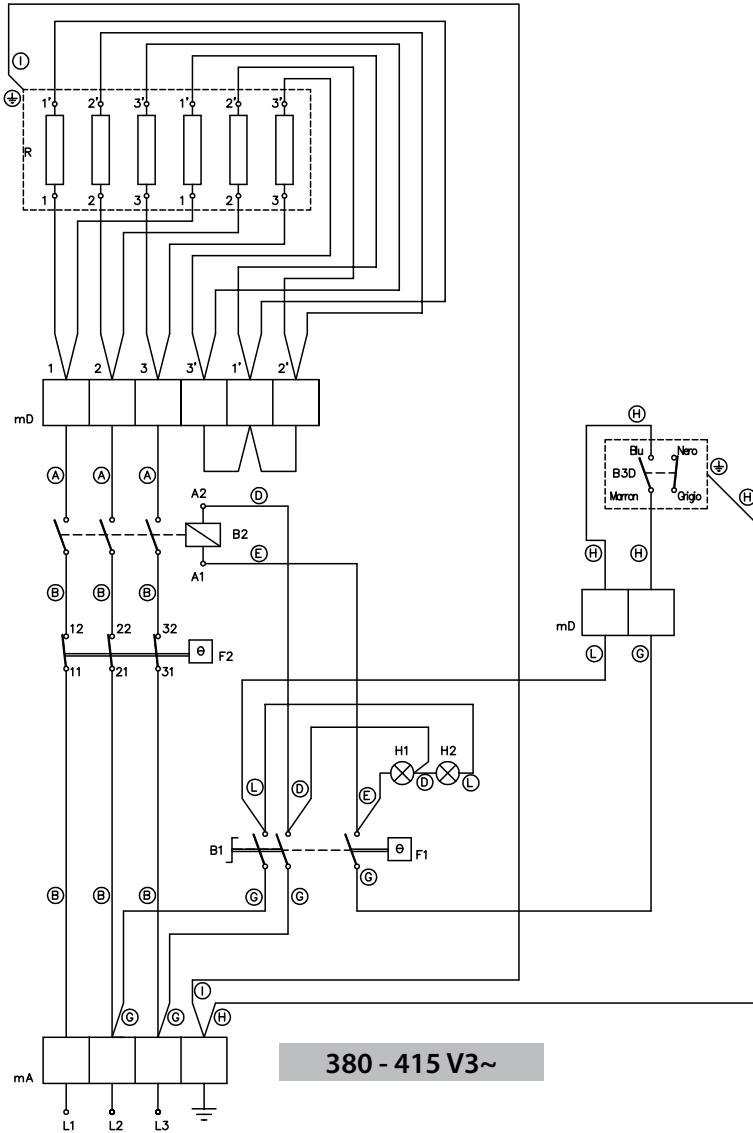 I
1' 2' 3' 1' 2' 3'
R
1 2 3 1 2 3
1 2 3 3' 1' 2'
mD
H
Blu Nero
B3D
Marron Grigio
H
A A A
A2 D
B2
E
A1
H H
B B B
mD
12 22 32
F2
11 21 31
L G
H1 H2
L D E D L
B1 F1
G
B B B G G
I
G G H
mA
380 - 415 V3~
L1 L2 L3